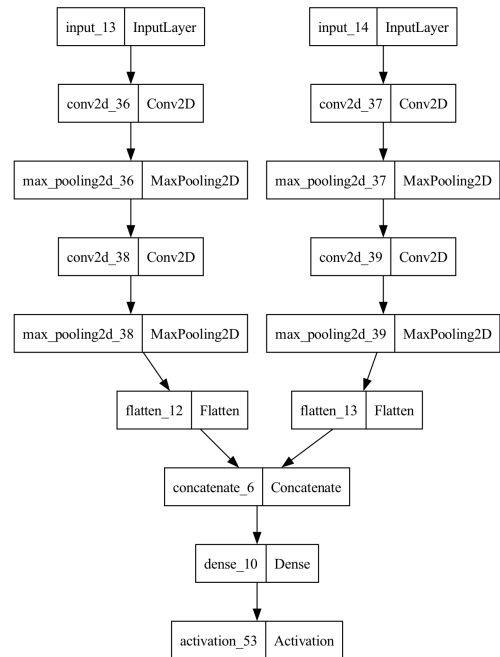 input_13 InputLayer input_14 InputLayer
conv2d_36 Conv2D conv2d_37 Conv2D
max_pooling2d_36 MaxPooling2D max_pooling2d_37 MaxPooling2D
conv2d_38 Conv2D conv2d_39 Conv2D
max_pooling2d_38 MaxPooling2D max_pooling2d_39 MaxPooling2D
flatten_12 Flatten flatten_13 Flatten
concatenate_6 Concatenate
dense_10 Dense
activation_53 Activation